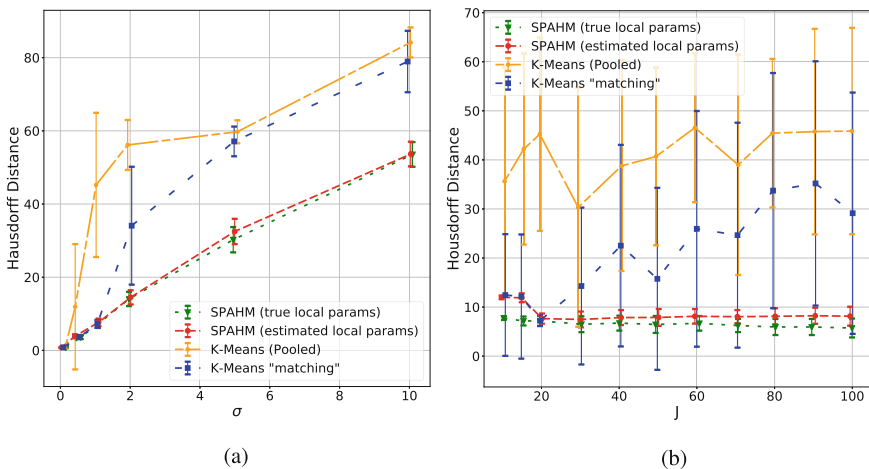 Hausdorff Distance
80
60
40
20
0
0
2
4
6
8
10
σ
SPAHM (true local params)
SPAHM (estimated local params)
K-Means (Pooled)
K-Means "matching"
(a)
Housdorff Distance
70
60
50
40
30
20
10
0
20
40
60
80
100
J
SPAHM (true local params)
SPAHM (estimated local params)
K-Means (Pooled)
K-Means "matching"
(b)